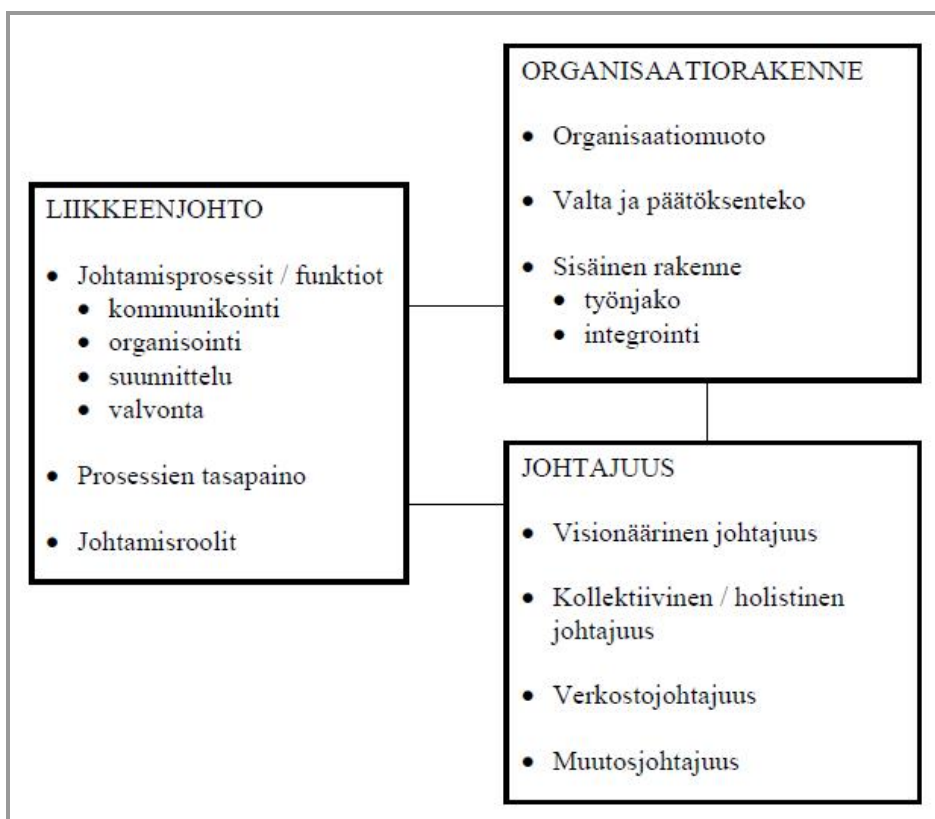 ORGANISAATIORAKENNE
• Organisaatiomuoto
• Valta ja päätöksenteko
• Sisäinen rakenne
• työnjako
• integrointi
LIIKKEENJOHTO
• Johtamisprosessit / funktiot
• kommunikointi
• organisointi
• suunnittelu
• valvonta
• Prosessien tasapaino
• Johtamisroolit
JOHTAJUUS
• Visionäärinen johtajuus
• Kollektiivinen / holistinen
johtajuus
• Verkostojohtajuus
• Muutosjohtajuus